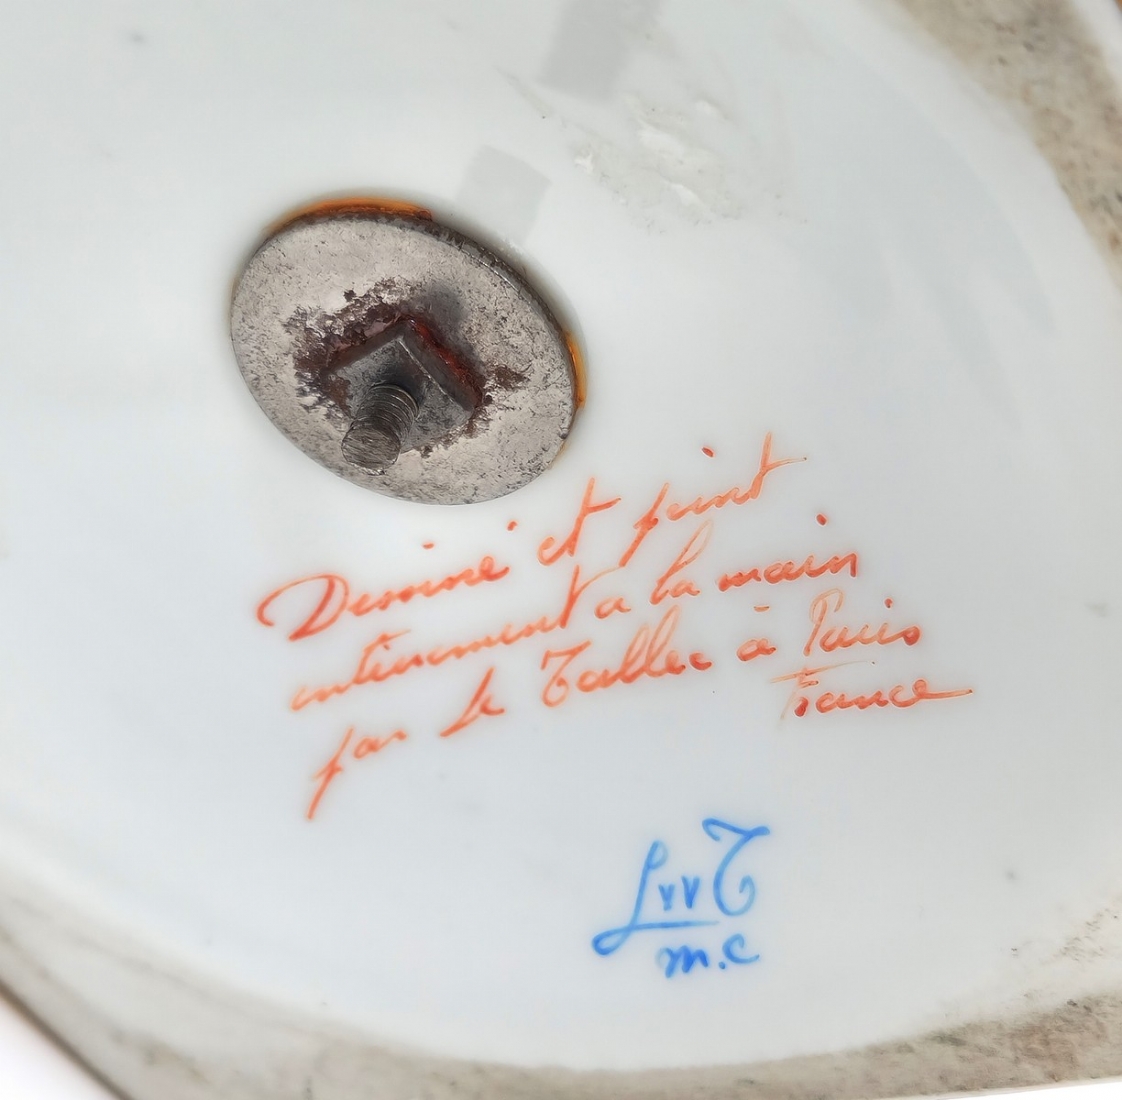 Dessiné et peint
entièrement a la main
par Le Tallec à Paris
France
LvvT
m.c